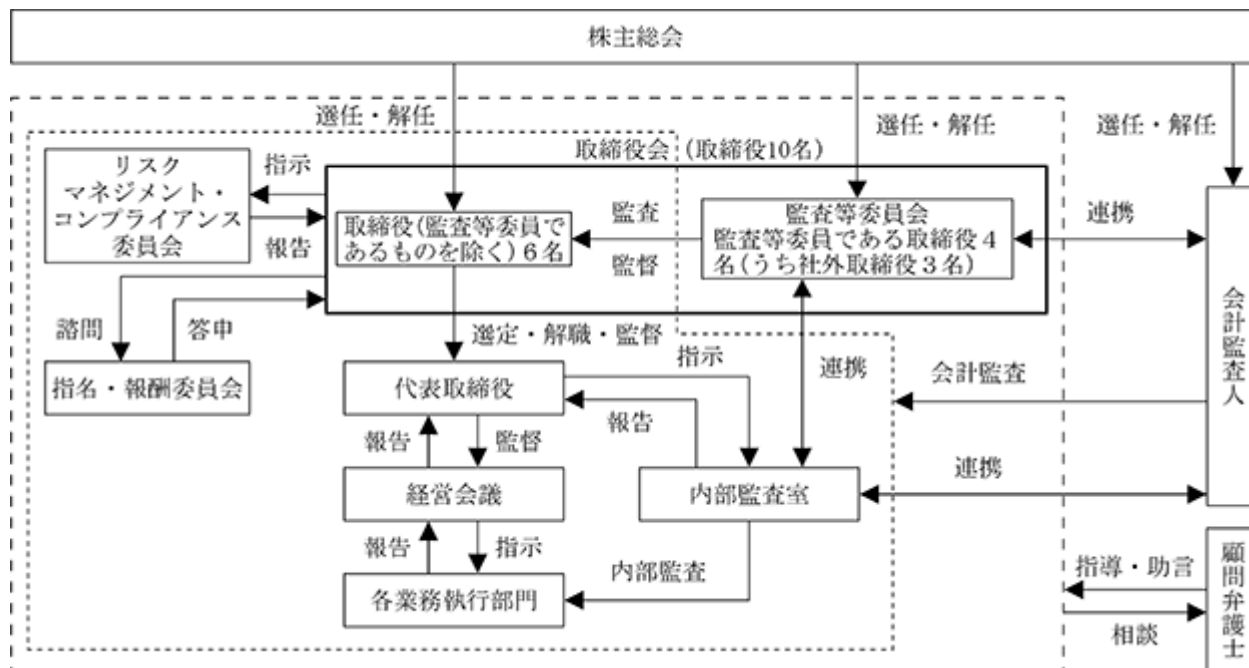 株主総会
選任・解任
選任・解任
選任・解任
取締役会（取締役10名）
リスク
マネジメント・
コンプライアンス
委員会
指示
報告
取締役（監査等委員で
あるものを除く）６名
監査
監督
監査等委員会
監査等委員である取締役４
名（うち社外取締役３名）
連携
会計監査人
諮問
答申
指名・報酬委員会
選定・解職・監督
代表取締役
指示
報告
連携
会計監査
報告
監督
経営会議
内部監査室
連携
報告
指示
内部監査
各業務執行部門
指導・助言
相談
顧問弁護士